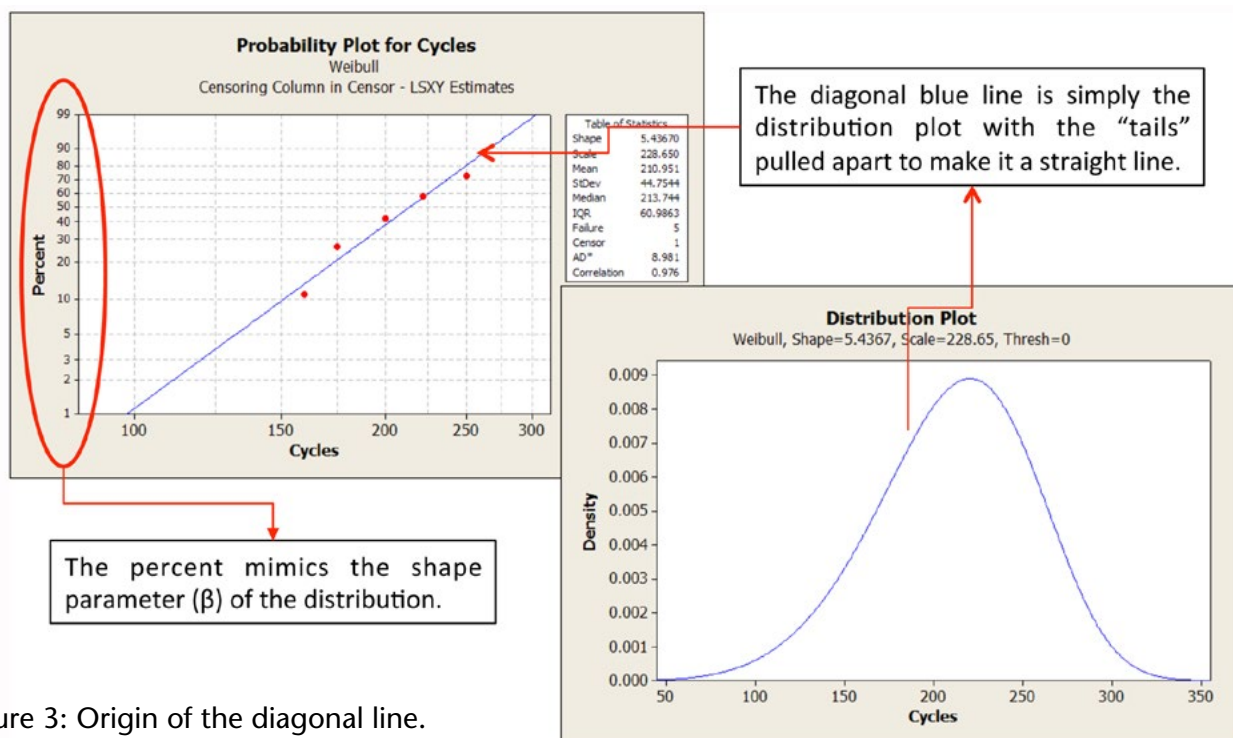 Probability Plot for Cycles
Weibull
Censoring Column in Censor - LSXY Estimates
99
90
80
70
60
50
40
30
20
10
5
3
2
1
Percent
100 150 200 250 300
Cycles
Table of Statistics
Shape 5.43670
Scale 228.650
Mean 210.951
StDev 44.7544
Median 213.744
IQR 60.9863
Failure 5
Censor 1
AD* 8.981
Correlation 0.976
The diagonal blue line is simply the
distribution plot with the “tails”
pulled apart to make it a straight line.
The percent mimics the shape
parameter (β) of the distribution.
Distribution Plot
Weibull, Shape=5.4367, Scale=228.65, Thresh=0
0.009
0.008
0.007
0.006
0.005
0.004
0.003
0.002
0.001
0.000
Density
50 100 150 200 250 300 350
Cycles
ure 3: Origin of the diagonal line.